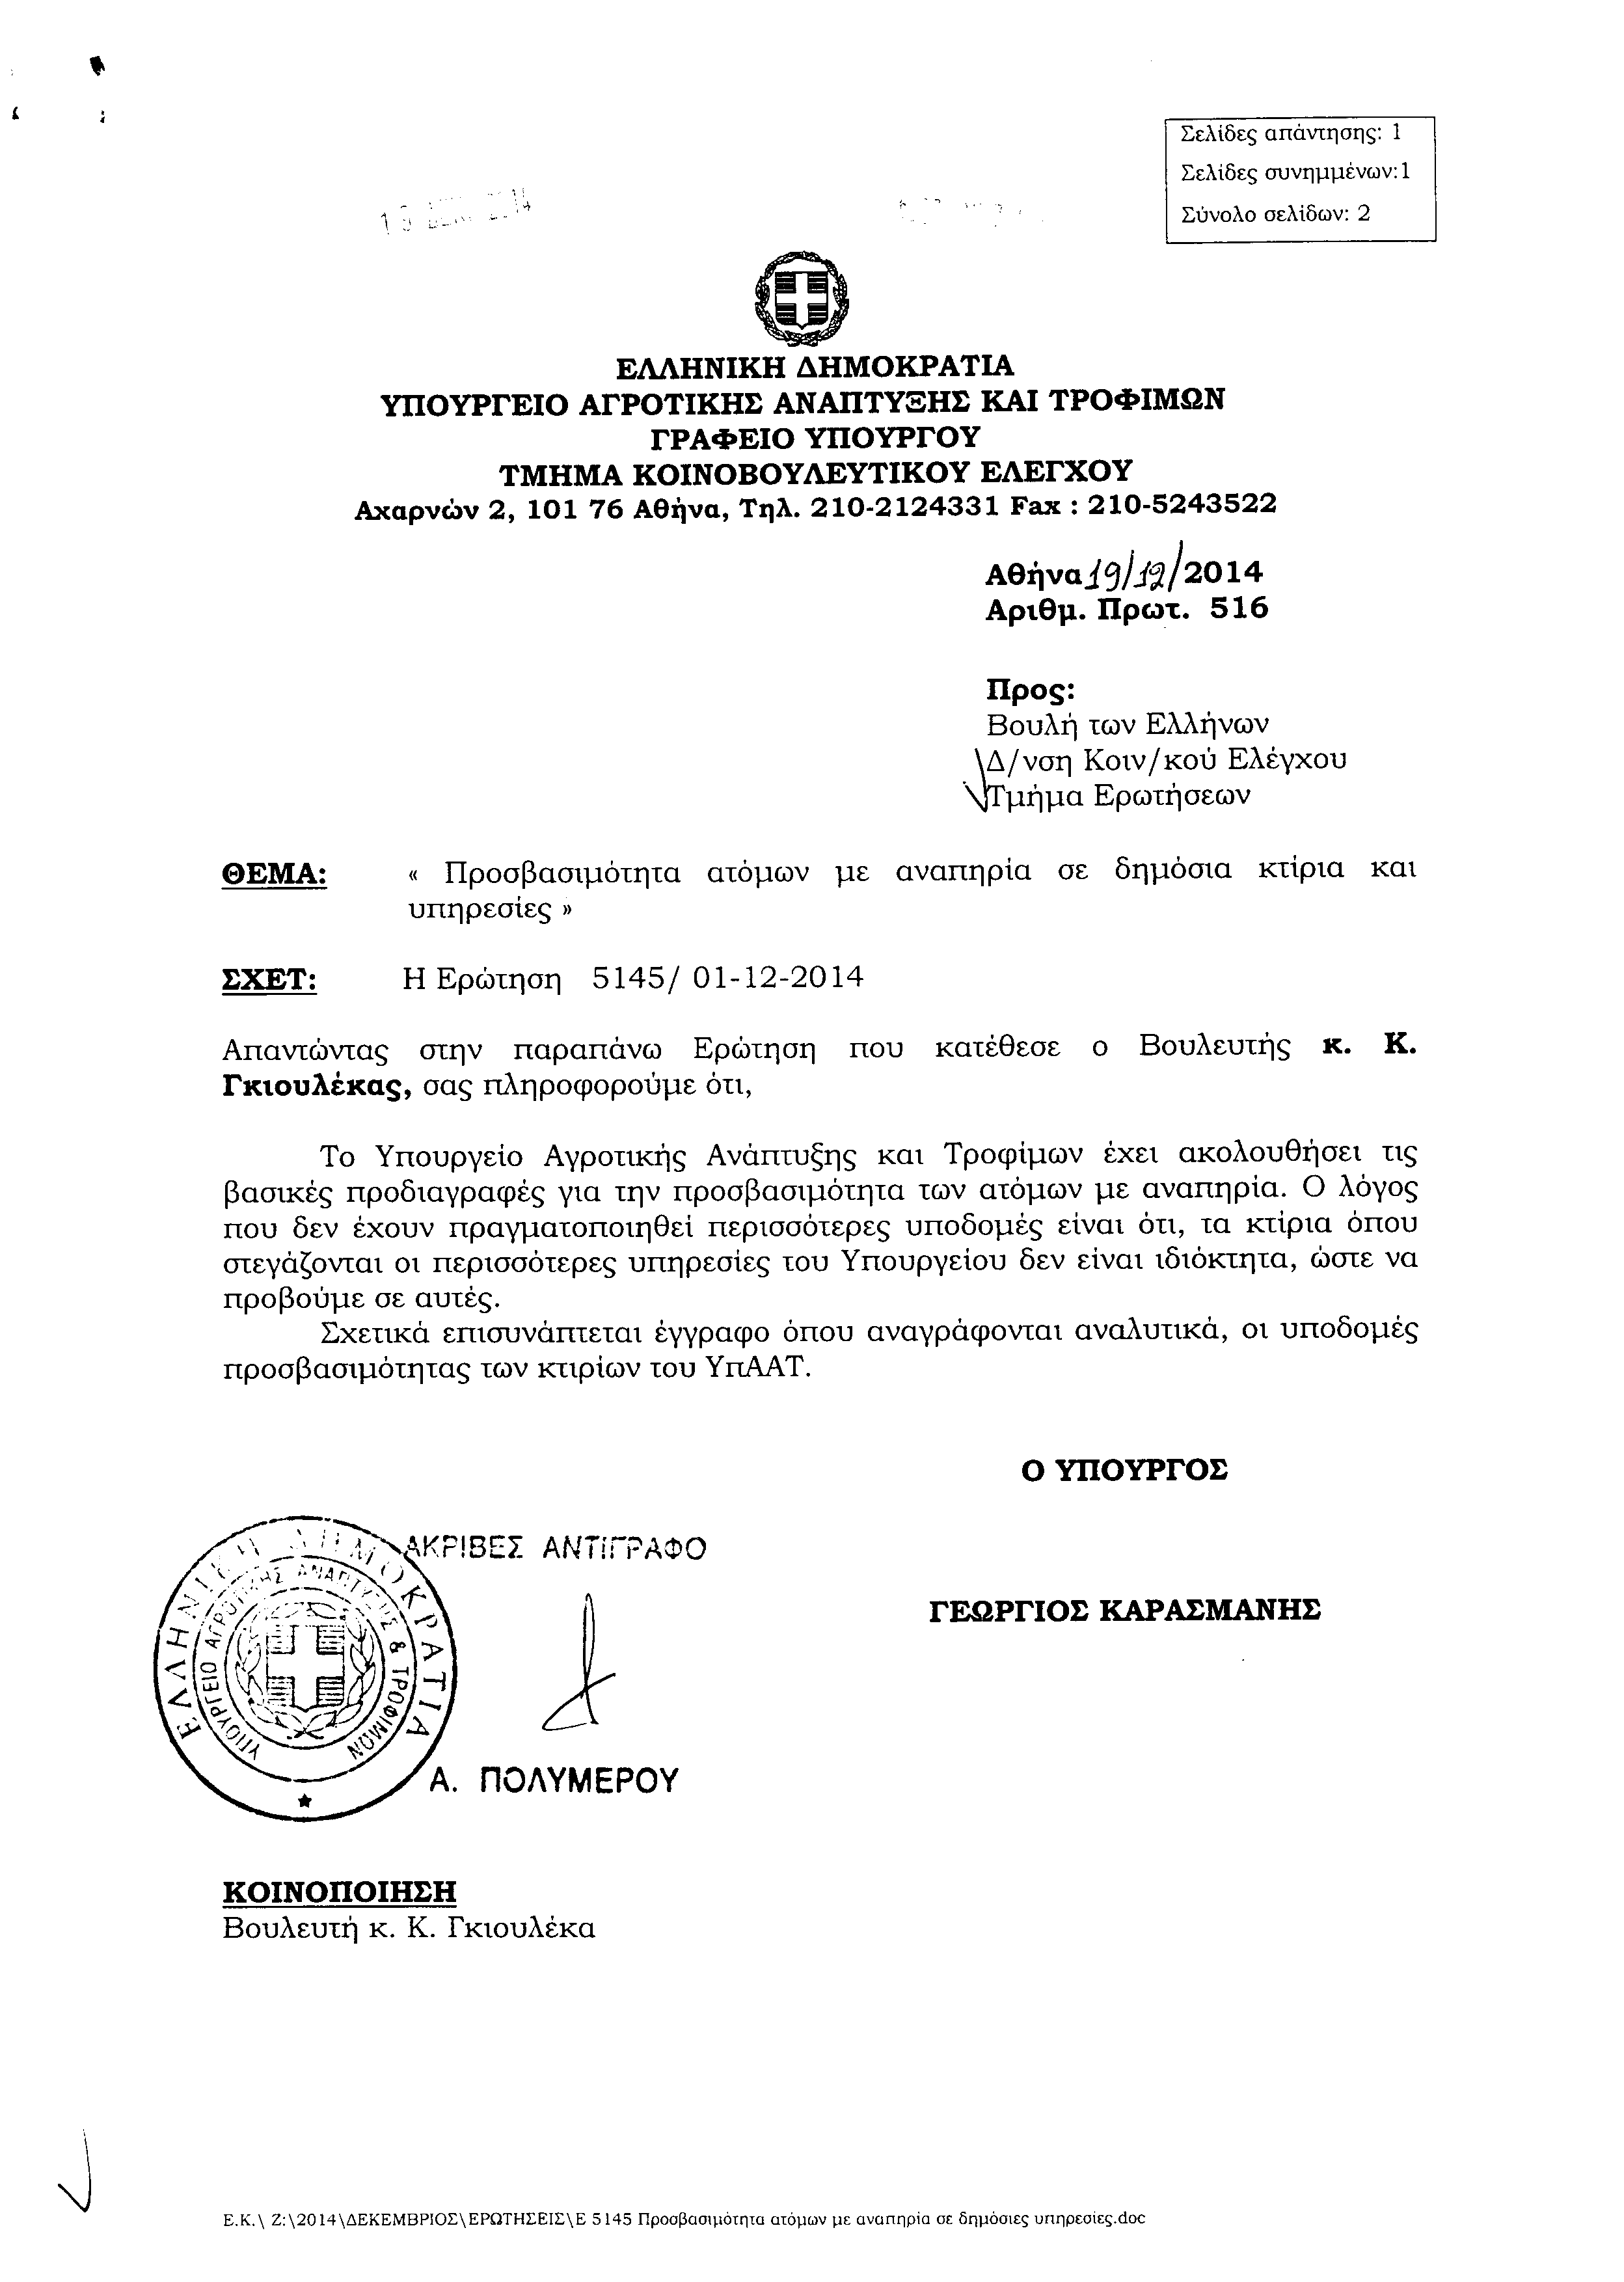 Σελίδες απάντησης: 1
Σελίδες συνημμένων:1
Σύνολο σελίδων: 2
ΕΛΛΗΝΙΚΗ ΔΗΜΟΚΡΑΤΙΑ
ΥΠΟΥΡΓΕΙΟ ΑΓΡΟΤΙΚΗΣ ΑΝΑΠΤΥΞΗΣ ΚΑΙ ΤΡΟΦΙΜΩΝ
ΓΡΑΦΕΙΟ ΥΠΟΥΡΓΟΥ
ΤΜΗΜΑ ΚΟΙΝΟΒΟΥΛΕΥΤΙΚΟΥ ΕΛΕΓΧΟΥ
Αχαρνών 2, 101 76 Αθήνα, Τηλ. 210-2124331 Fax : 210-5243522
Αθήνα 19/12/2014
Αριθμ. Πρωτ. 516
Προς:
Βουλή των Ελλήνων
Δ/νση Κοιν/κού Ελέγχου
Τμήμα Ερωτήσεων
ΘΕΜΑ: « Προσβασιμότητα ατόμων με αναπηρία σε δημόσια κτίρια και
υπηρεσίες »
ΣΧΕΤ: Η Ερώτηση 5145/ 01-12-2014
Απαντώντας στην παραπάνω Ερώτηση που κατέθεσε ο Βουλευτής κ. Κ.
Γκιουλέκας, σας πληροφορούμε ότι,
Το Υπουργείο Αγροτικής Ανάπτυξης και Τροφίμων έχει ακολουθήσει τις
βασικές προδιαγραφές για την προσβασιμότητα των ατόμων με αναπηρία. Ο λόγος
που δεν έχουν πραγματοποιηθεί περισσότερες υποδομές είναι ότι, τα κτίρια όπου
στεγάζονται οι περισσότερες υπηρεσίες του Υπουργείου δεν είναι ιδιόκτητα, ώστε να
προβούμε σε αυτές.
Σχετικά επισυνάπτεται έγγραφο όπου αναγράφονται αναλυτικά, οι υποδομές
προσβασιμότητας των κτιρίων του ΥπΑΑΤ.
Ο ΥΠΟΥΡΓΟΣ
ΑΚΡΙΒΕΣ ΑΝΤΙΓΡΑΦΟ
ΓΕΩΡΓΙΟΣ ΚΑΡΑΣΜΑΝΗΣ
ΕΛΛΗΝΙΚΗ ΔΗΜΟΚΡΑΤΙΑ
ΥΠΟΥΡΓΕΙΟ ΑΓΡΟΤΙΚΗΣ ΑΝΑΠΤΥΞΗΣ & ΤΡΟΦΙΜΩΝ
Α. ΠΟΛΥΜΕΡΟΥ
ΚΟΙΝΟΠΟΙΗΣΗ
Βουλευτή κ. Κ. Γκιουλέκα
Ε.Κ.\ Z:\2014\ΔΕΚΕΜΒΡΙΟΣ\ΕΡΩΤΗΣΕΙΣ\Ε 5145 Προσβασιμότητα ατόμων με αναπηρία σε δημόσιες υπηρεσίες.doc